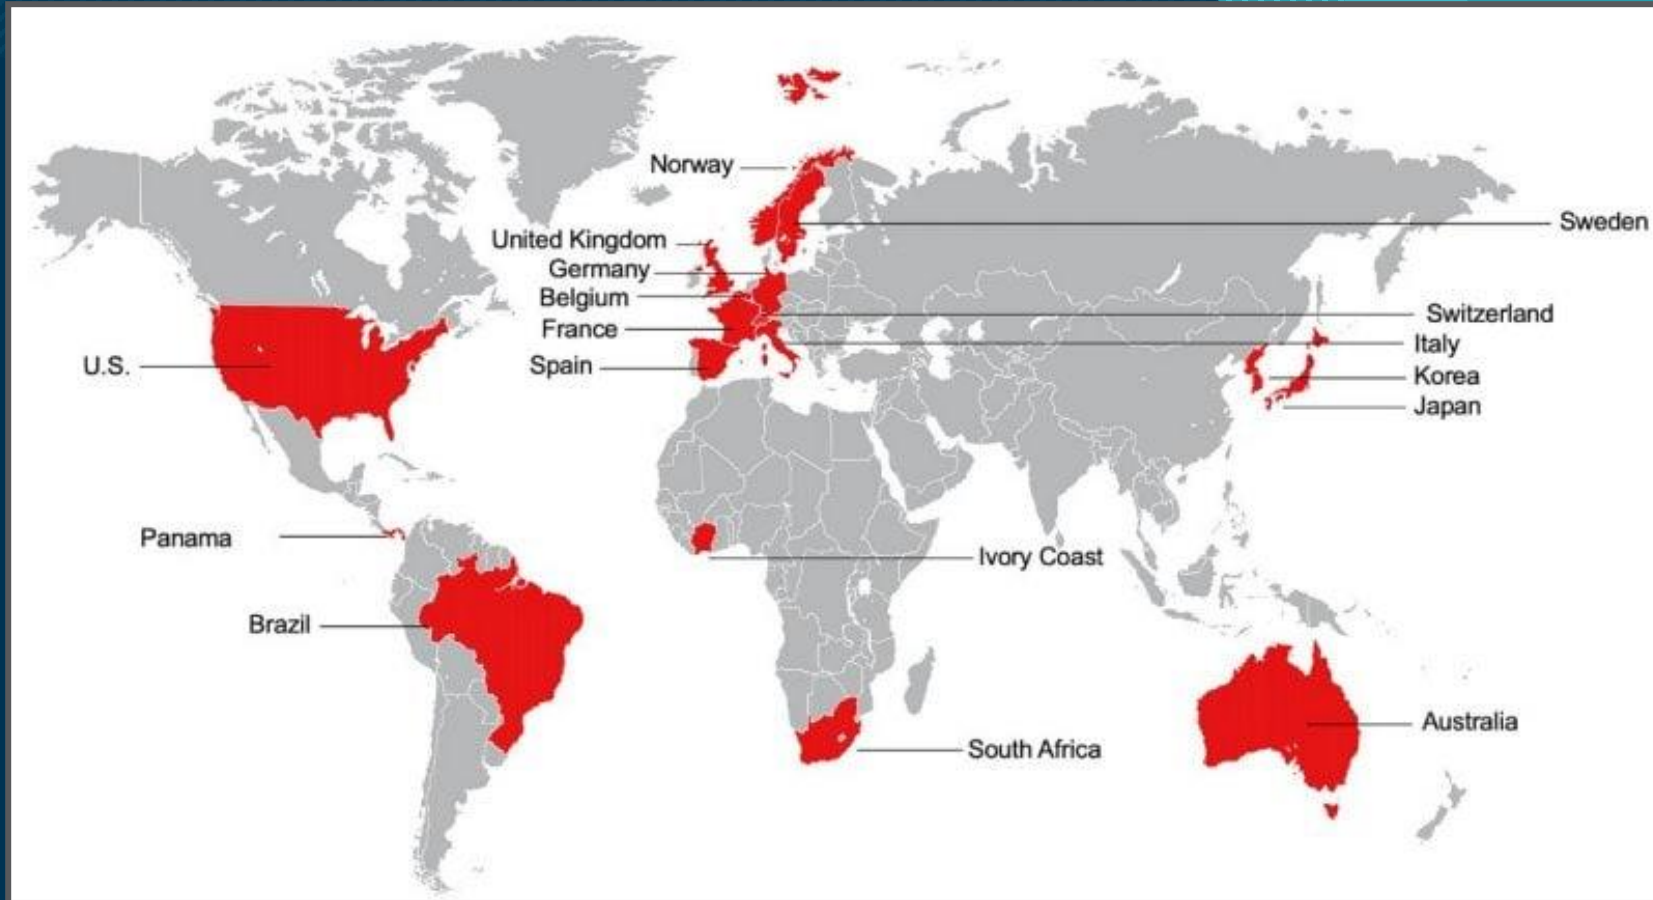 Norway
Sweden
United Kingdom
Germany
Belgium
France
Spain
Switzerland
Italy
Korea
Japan
U.S.
Panama
Ivory Coast
Brazil
South Africa
Australia